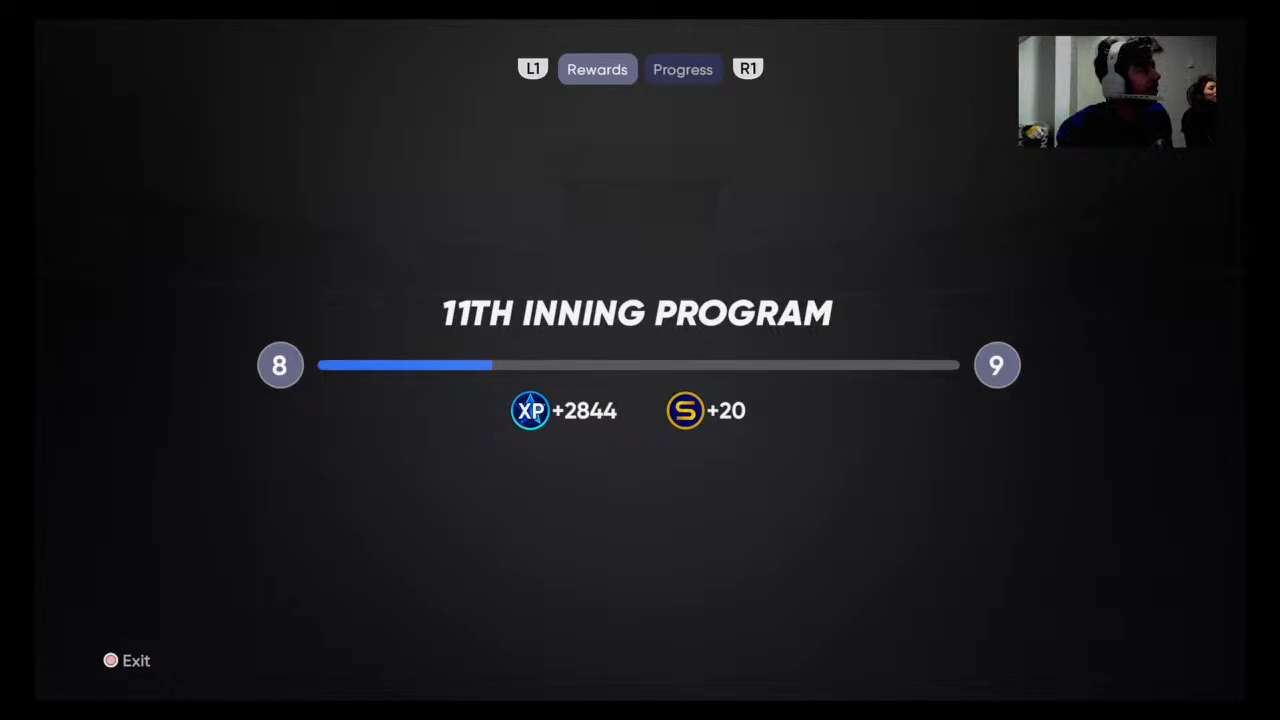 L1 Rewards Progress R1
11TH INNING PROGRAM
8 9
XP +2844 S +20
Exit